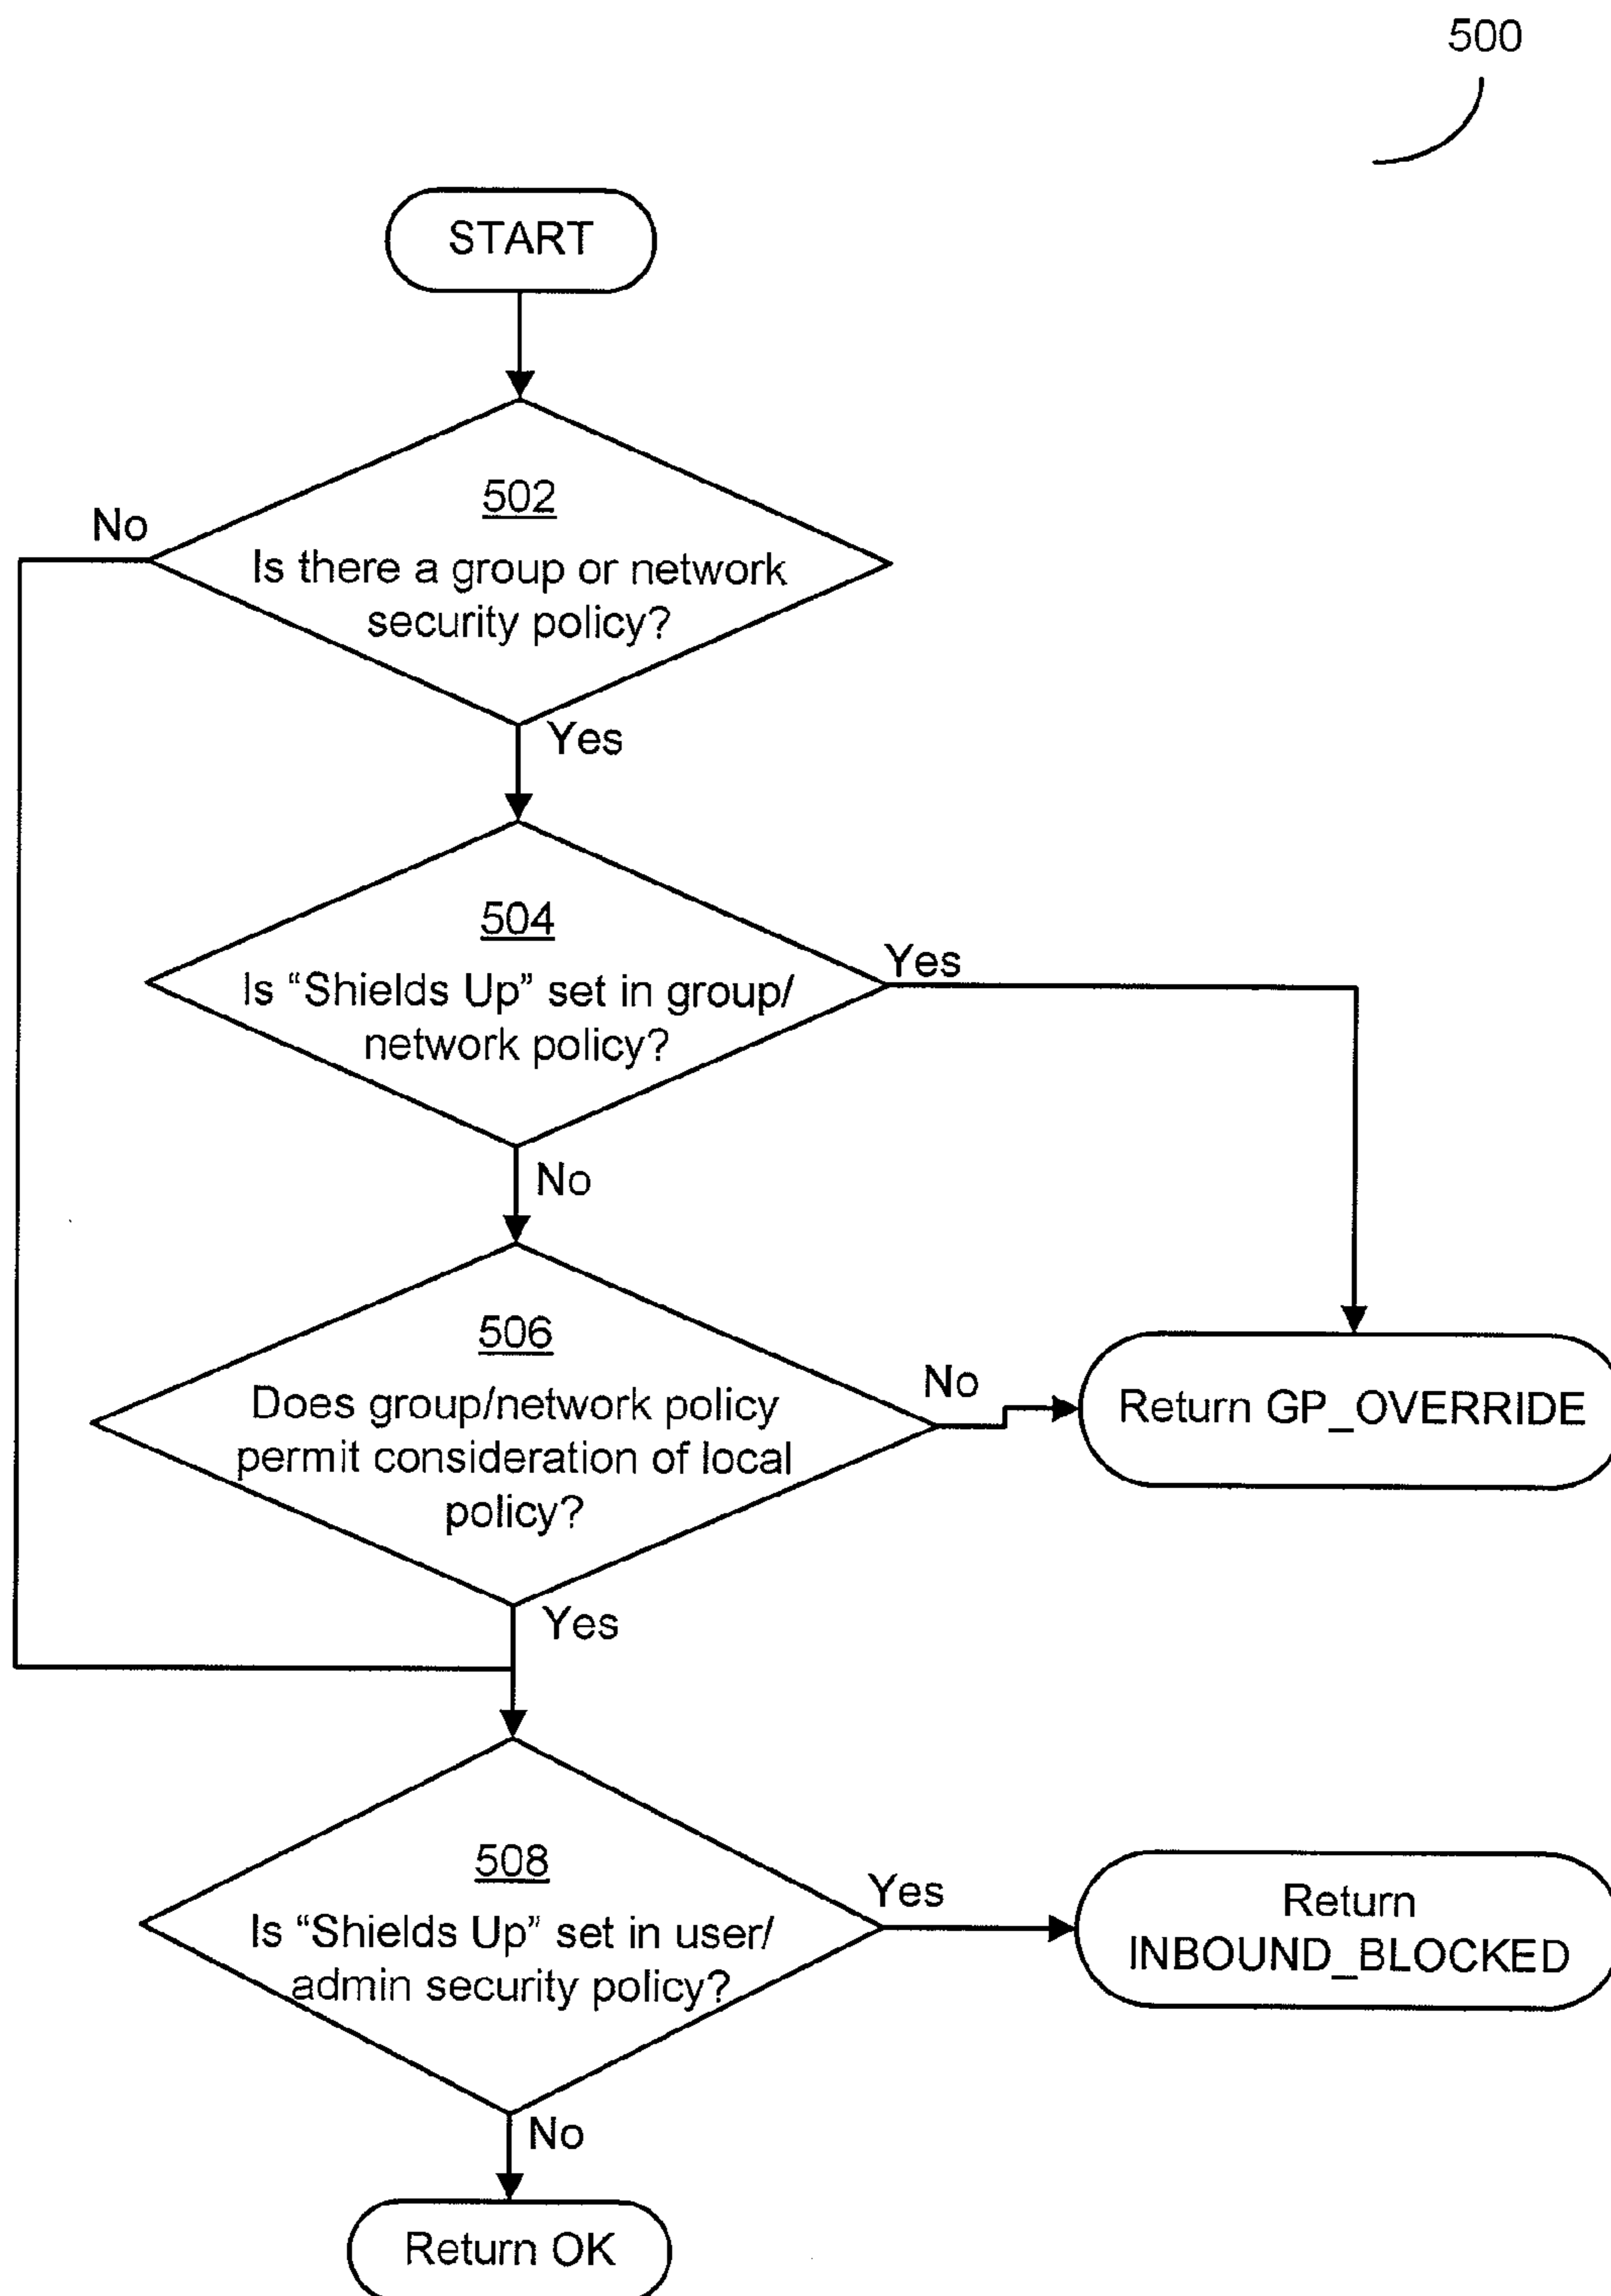 500
START
502
No
Is there a group or network
security policy?
Yes
504
Yes
Is “Shields Up” set in group/
network policy?
No
506
No
Does group/network policy
permit consideration of local
policy?
Return GP_OVERRIDE
Yes
508
Yes
Is “Shields Up” set in user/
admin security policy?
Return
INBOUND_BLOCKED
No
Return OK